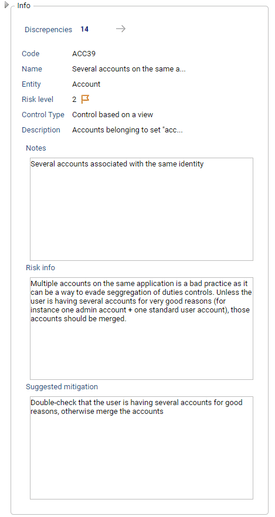 Info
Discrepencies 14
Code ACC39
Name Several accounts on the same a...
Entity Account
Risk level 2
Control Type Control based on a view
Description Accounts belonging to set "acc...
Notes
Several accounts associated with the same identity
Risk info
Multiple accounts on the same application is a bad practice as it
can be a way to evade seggregation of duties controls. Unless the
user is having several accounts for very good reasons (for
instance one admin account + one standard user account), those
accounts should be merged.
Suggested mitigation
Double-check that the user is having several accounts for good
reasons, otherwise merge the accounts